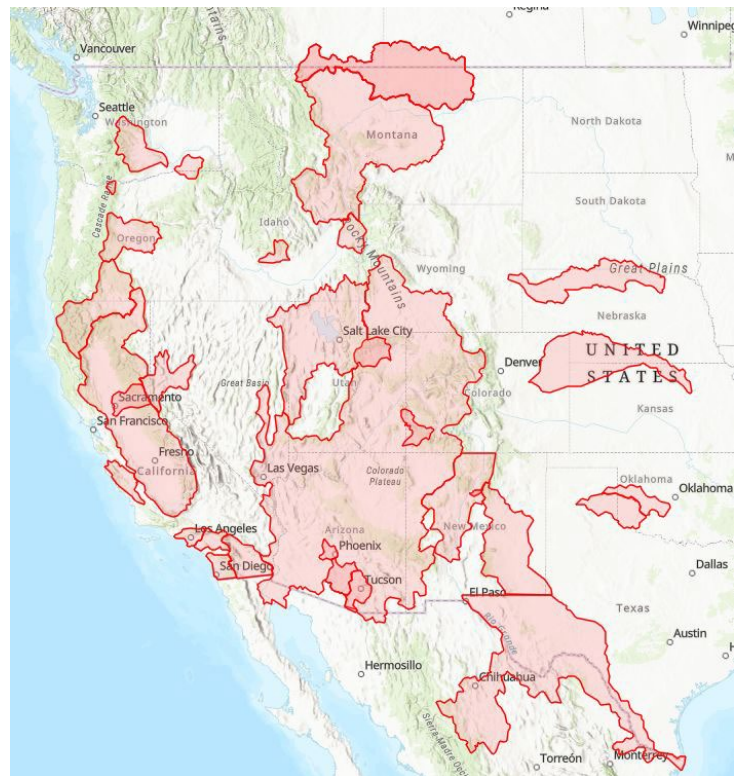 Regina
Winnipeg
Vancouver
Seattle
Washington
Montana
North Dakota
Cascade Range
South Dakota
Oregon
Idaho
Rocky Mountains
Wyoming
Great Plains
Nebraska
Salt Lake City
Great Basin
Utah
Denver
Colorado
UNITED
STATES
Sacramento
San Francisco
Kansas
Fresno
California
Las Vegas
Colorado
Plateau
Oklahoma
Oklahoma
Los Angeles
Arizona
Phoenix
New Mexico
San Diego
Tucson
El Paso
Dallas
Texas
Rio Grande
Austin
Hermosillo
Chihuahua
Torreón
Monterrey